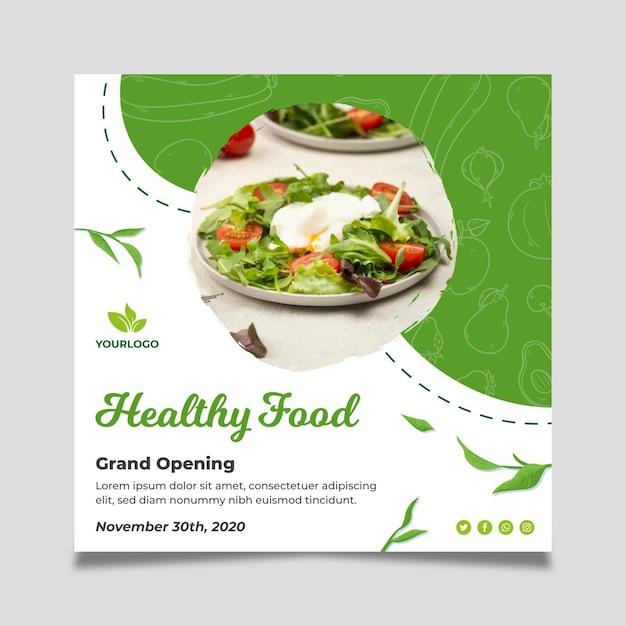 YOURLOGO
Healthy Food
Grand Opening
Lorem ipsum dolor sit amet, consectetuer
adipiscing elit, sed diam nonummy nibh
euismod tincidunt.
November 30th, 2020